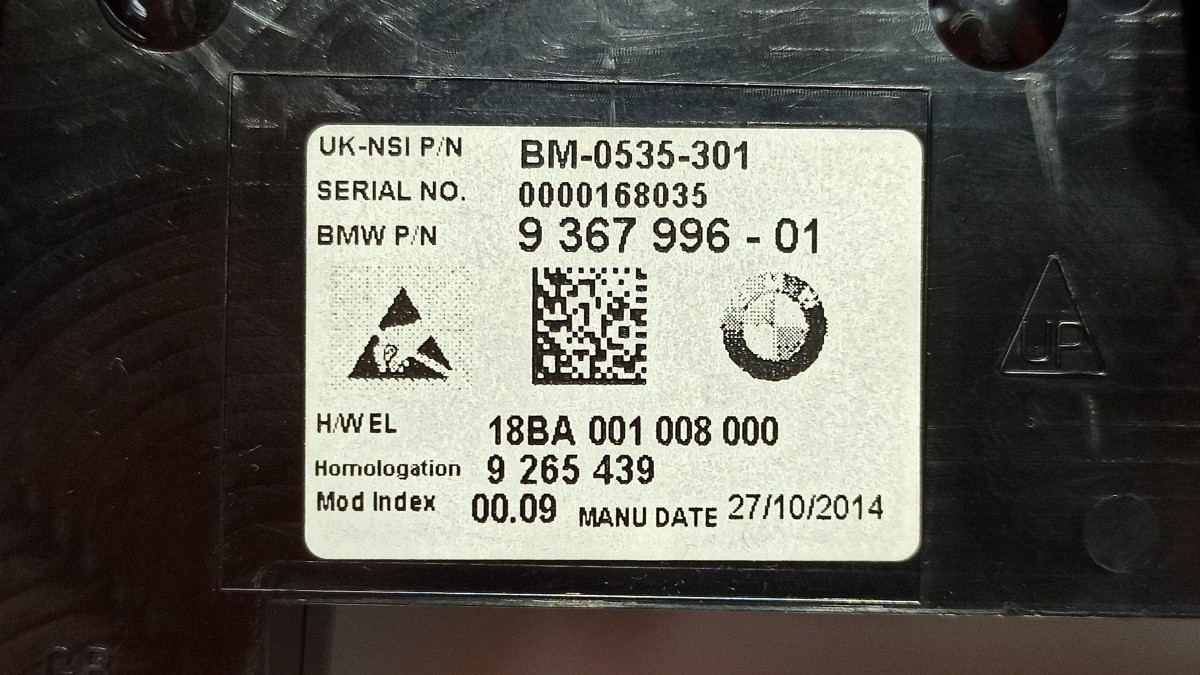 UK-NSI P/N BM-0535-301
SERIAL NO. 0000168035
BMW P/N 9 367 996 - 01
UP
H/W EL 18BA 001 008 000
Homologation 9 265 439
Mod Index 00.09 MANU DATE 27/10/2014